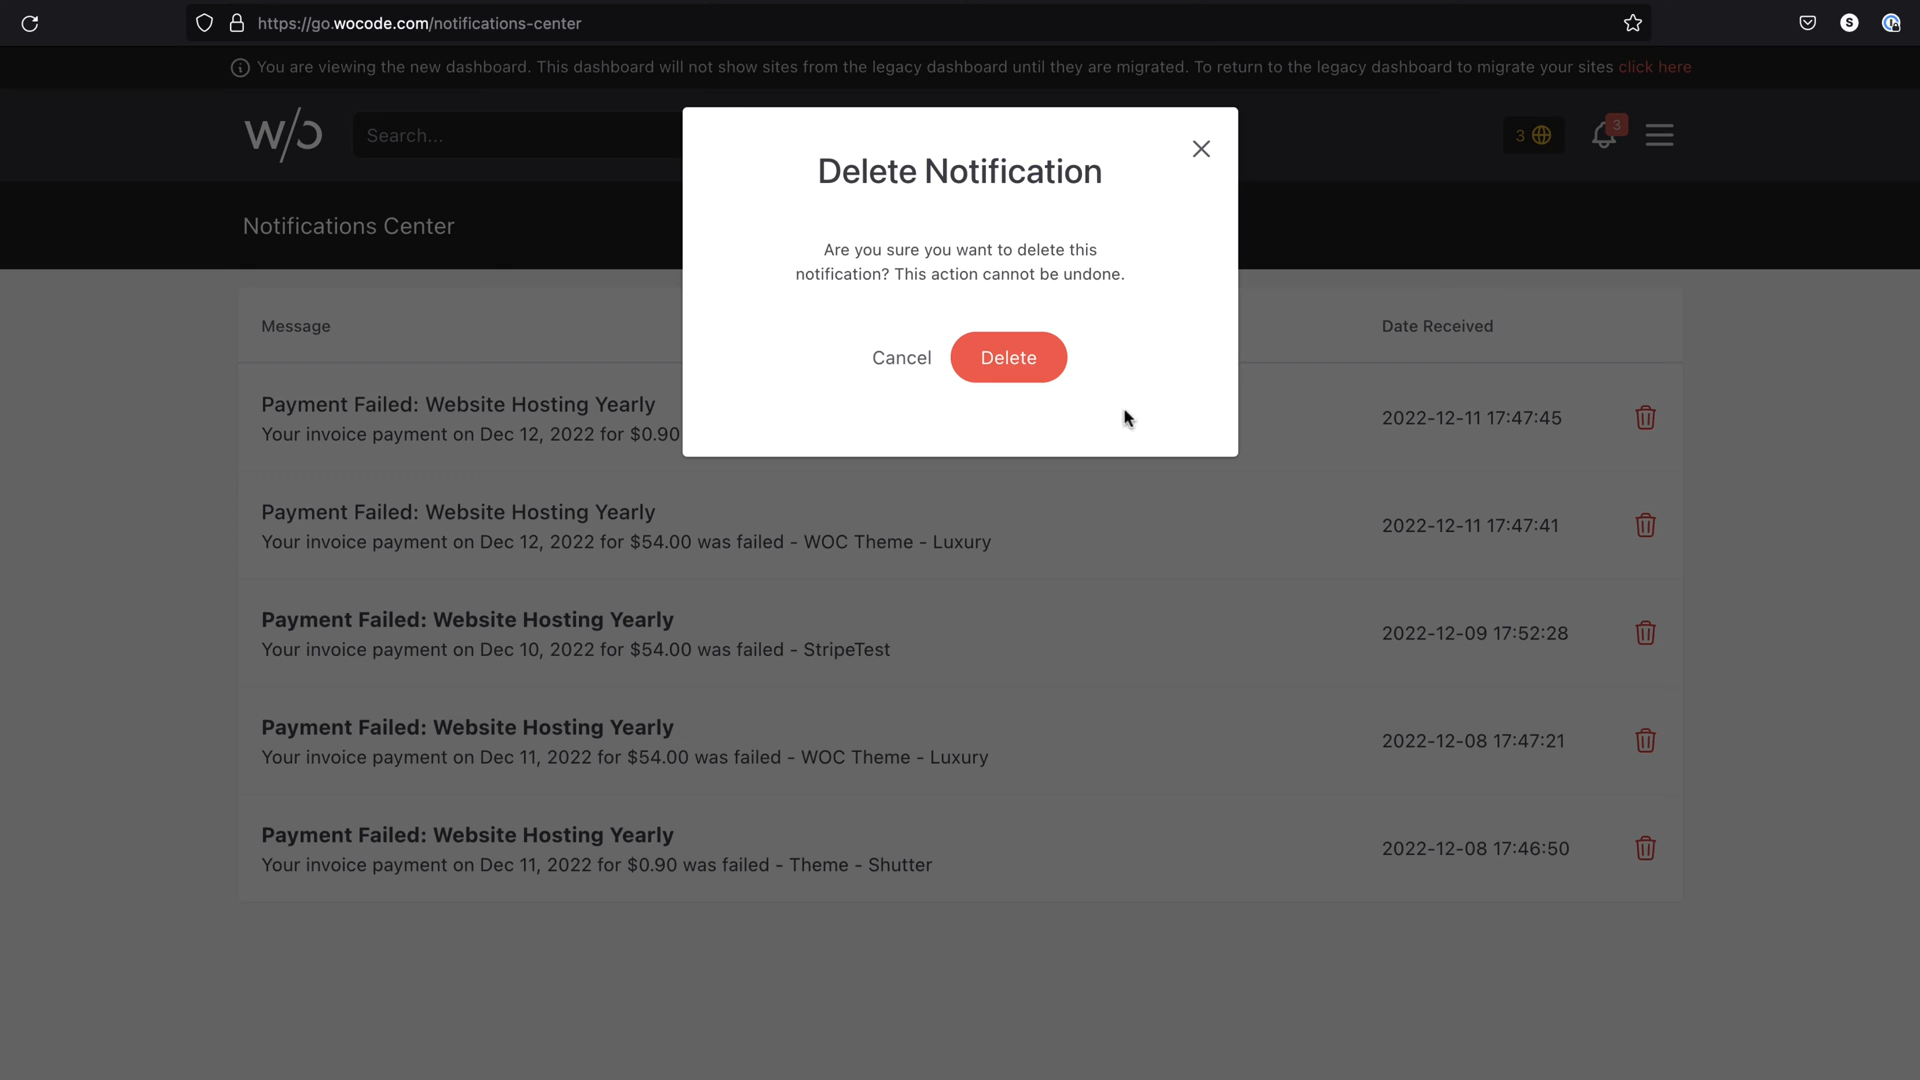 https://go.wocode.com/notifications-center
S
You are viewing the new dashboard. This dashboard will not show sites from the legacy dashboard until they are migrated. To return to the legacy dashboard to migrate your sites click here
Search...
3
3
Delete Notification
Are you sure you want to delete this
notification? This action cannot be undone.
Cancel
Delete
Notifications Center
Message
Date Received
Payment Failed: Website Hosting Yearly
Your invoice payment on Dec 12, 2022 for $0.90
2022-12-11 17:47:45
Payment Failed: Website Hosting Yearly
Your invoice payment on Dec 12, 2022 for $54.00 was failed - WOC Theme - Luxury
2022-12-11 17:47:41
Payment Failed: Website Hosting Yearly
Your invoice payment on Dec 10, 2022 for $54.00 was failed - StripeTest
2022-12-09 17:52:28
Payment Failed: Website Hosting Yearly
Your invoice payment on Dec 11, 2022 for $54.00 was failed - WOC Theme - Luxury
2022-12-08 17:47:21
Payment Failed: Website Hosting Yearly
Your invoice payment on Dec 11, 2022 for $0.90 was failed - Theme - Shutter
2022-12-08 17:46:50